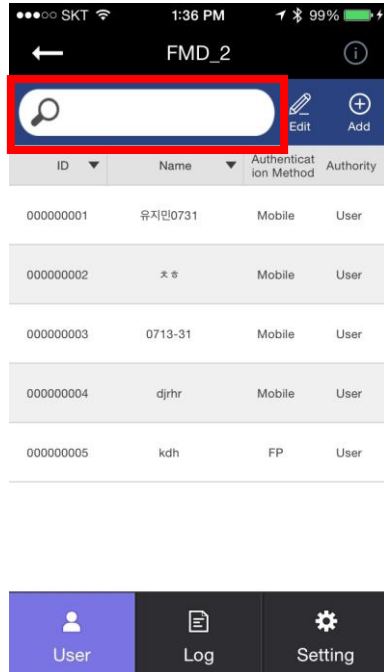 SKT 1:36 PM 99%
FMD_2
Edit Add
ID Name Authenticat
ion Method Authority
000000001 유지민0731 Mobile User
000000002 ㅊㅎ Mobile User
000000003 0713-31 Mobile User
000000004 djrhr Mobile User
000000005 kdh FP User
User Log Setting